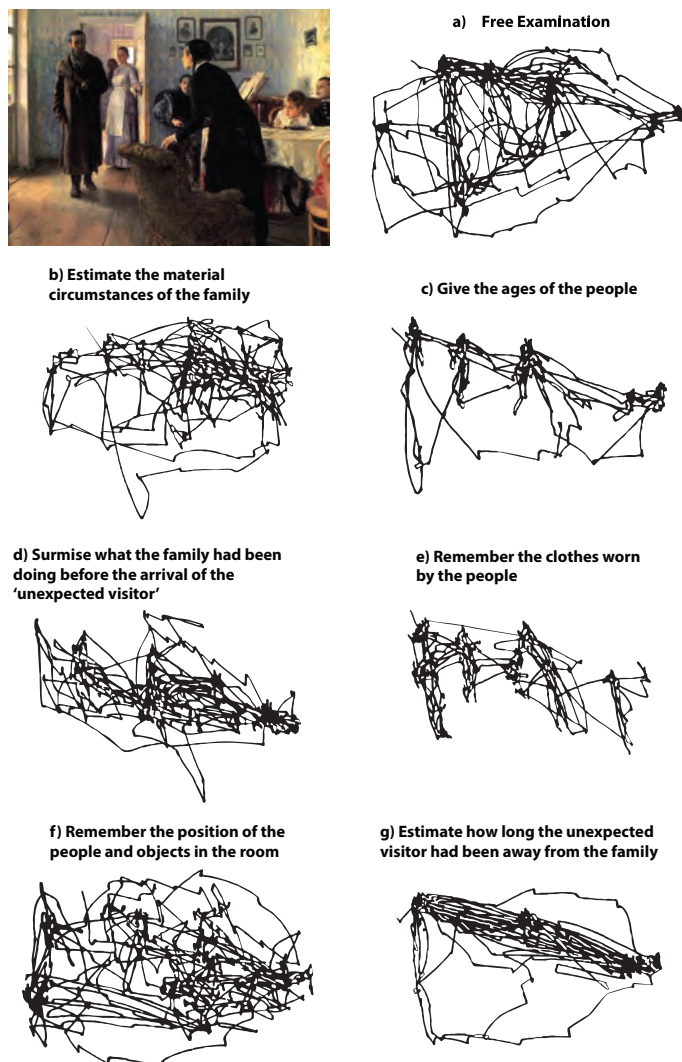 a) Free Examination
b) Estimate the material
circumstances of the family
c) Give the ages of the people
d) Surmise what the family had been
doing before the arrival of the
‘unexpected visitor’
e) Remember the clothes worn
by the people
f) Remember the position of the
people and objects in the room
g) Estimate how long the unexpected
visitor had been away from the family